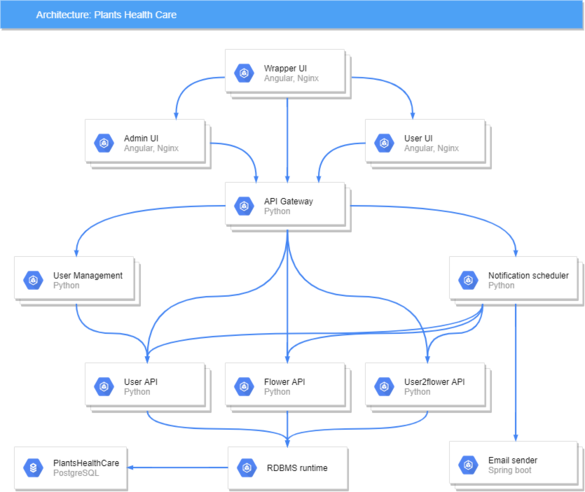 Architecture: Plants Health Care
Wrapper UI
Angular, Nginx
Admin UI
Angular, Nginx
User UI
Angular, Nginx
API Gateway
Python
User Management
Python
Notification scheduler
Python
User API
Python
Flower API
Python
User2flower API
Python
PlantsHealthCare
PostgreSQL
RDBMS runtime
Email sender
Spring boot